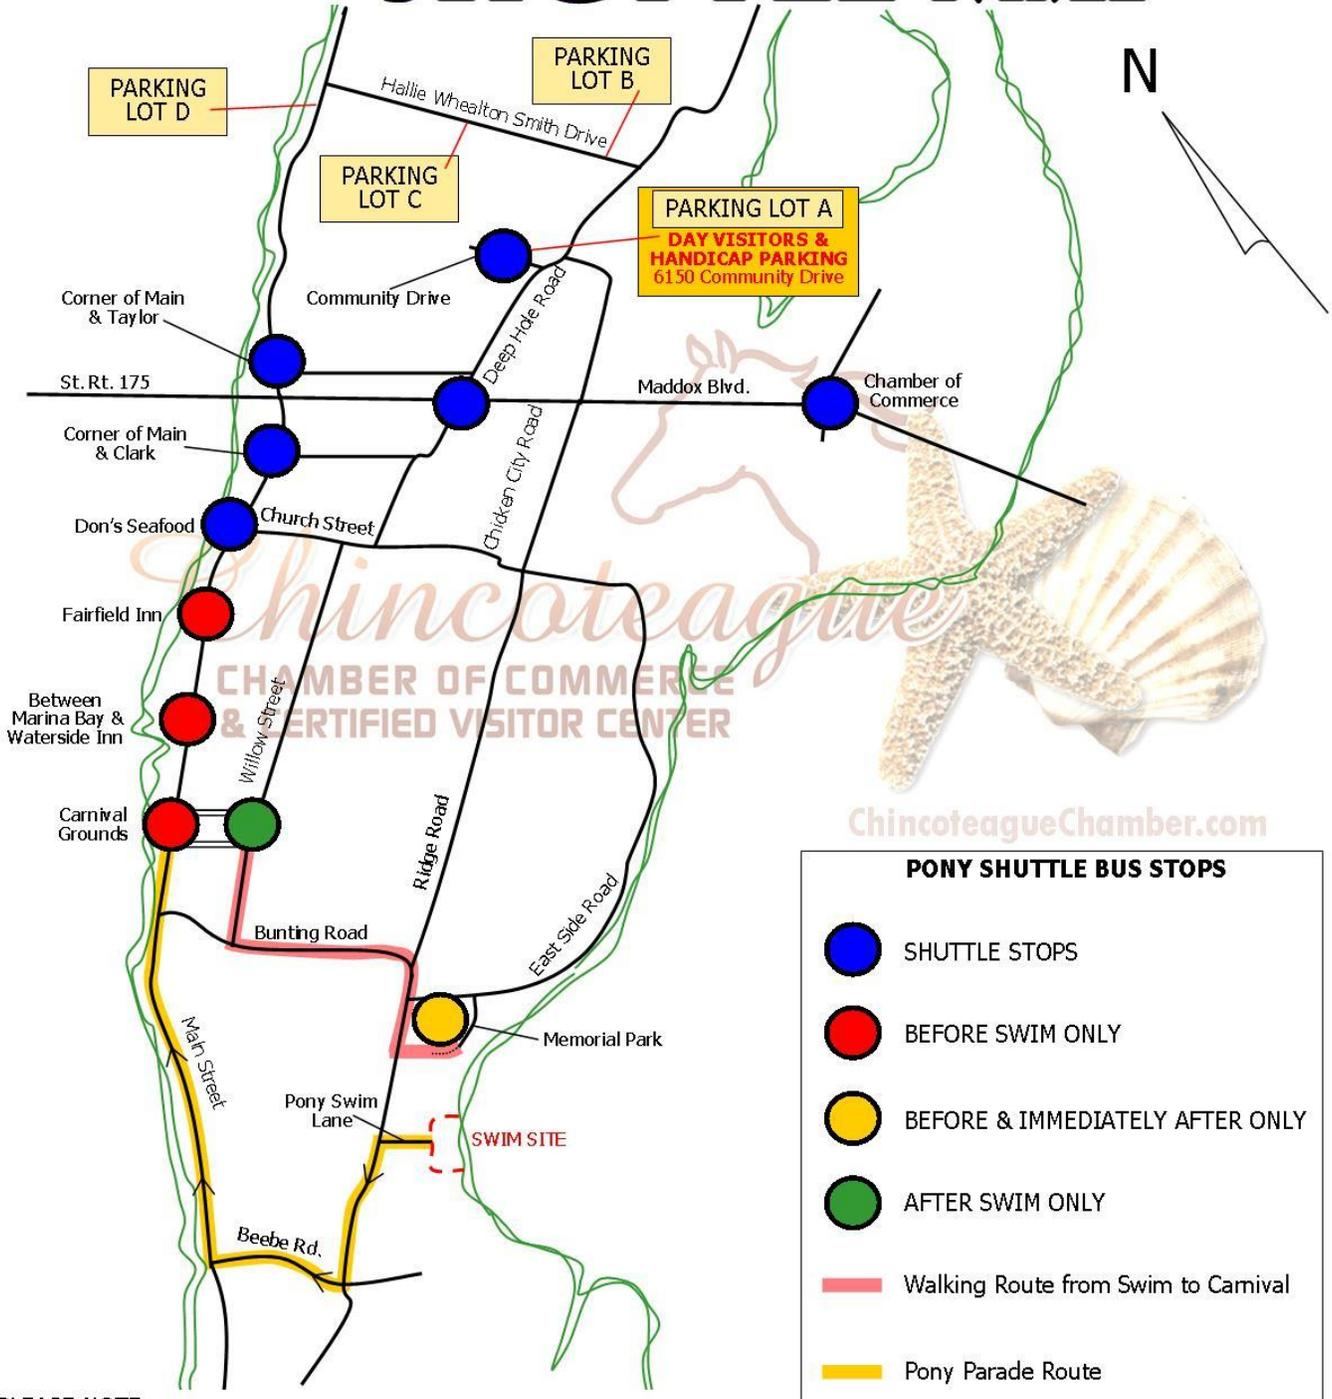 N
PARKING
LOT D
PARKING
LOT B
Hallie Whealton Smith Drive
PARKING
LOT C
PARKING LOT A
DAY VISITORS &
HANDICAP PARKING
6150 Community Drive
Community Drive
Corner of Main
& Taylor
Deep Hole Road
St. Rt. 175
Maddox Blvd.
Chamber of
Commerce
Corner of Main
& Clark
Chicken City Road
Don's Seafood
Church Street
Chincoteague
CHAMBER OF COMMERCE
& CERTIFIED VISITOR CENTER
Fairfield Inn
Between
Marina Bay &
Waterside Inn
Willow Street
Carnival
Grounds
Ridge Road
ChincoteagueChamber.com
East Side Road
Bunting Road
Memorial Park
Main Street
Pony Swim
Lane
SWIM SITE
Beebe Rd.
PONY SHUTTLE BUS STOPS
SHUTTLE STOPS
BEFORE SWIM ONLY
BEFORE & IMMEDIATELY AFTER ONLY
AFTER SWIM ONLY
Walking Route from Swim to Carnival
Pony Parade Route